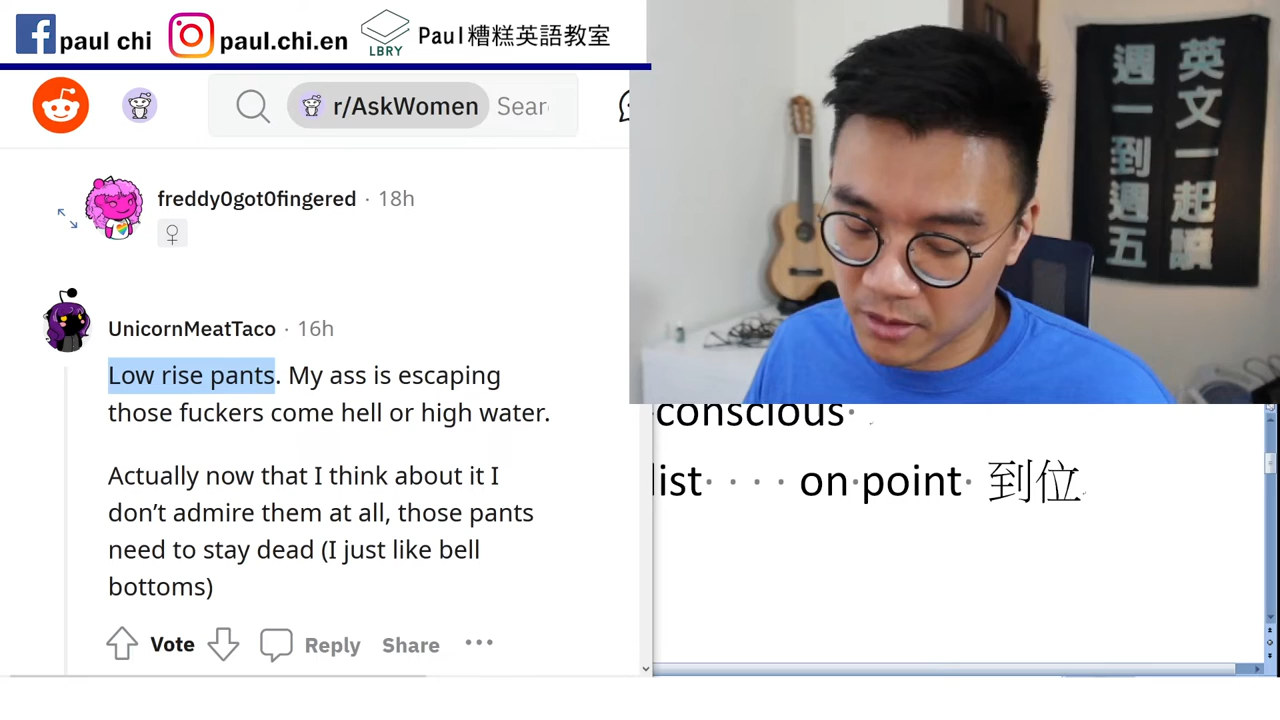 paul chi paul.chi.en LBRY Paul糟糕英語教室
r/AskWomen Sear
freddy0got0fingered · 18h
UnicornMeatTaco · 16h
Low rise pants. My ass is escaping
those fuckers come hell or high water.
Actually now that I think about it I
don't admire them at all, those pants
need to stay dead (I just like bell
bottoms)
Vote Reply Share
英文一起讀
週一到週五
-conscious
list on point 到位